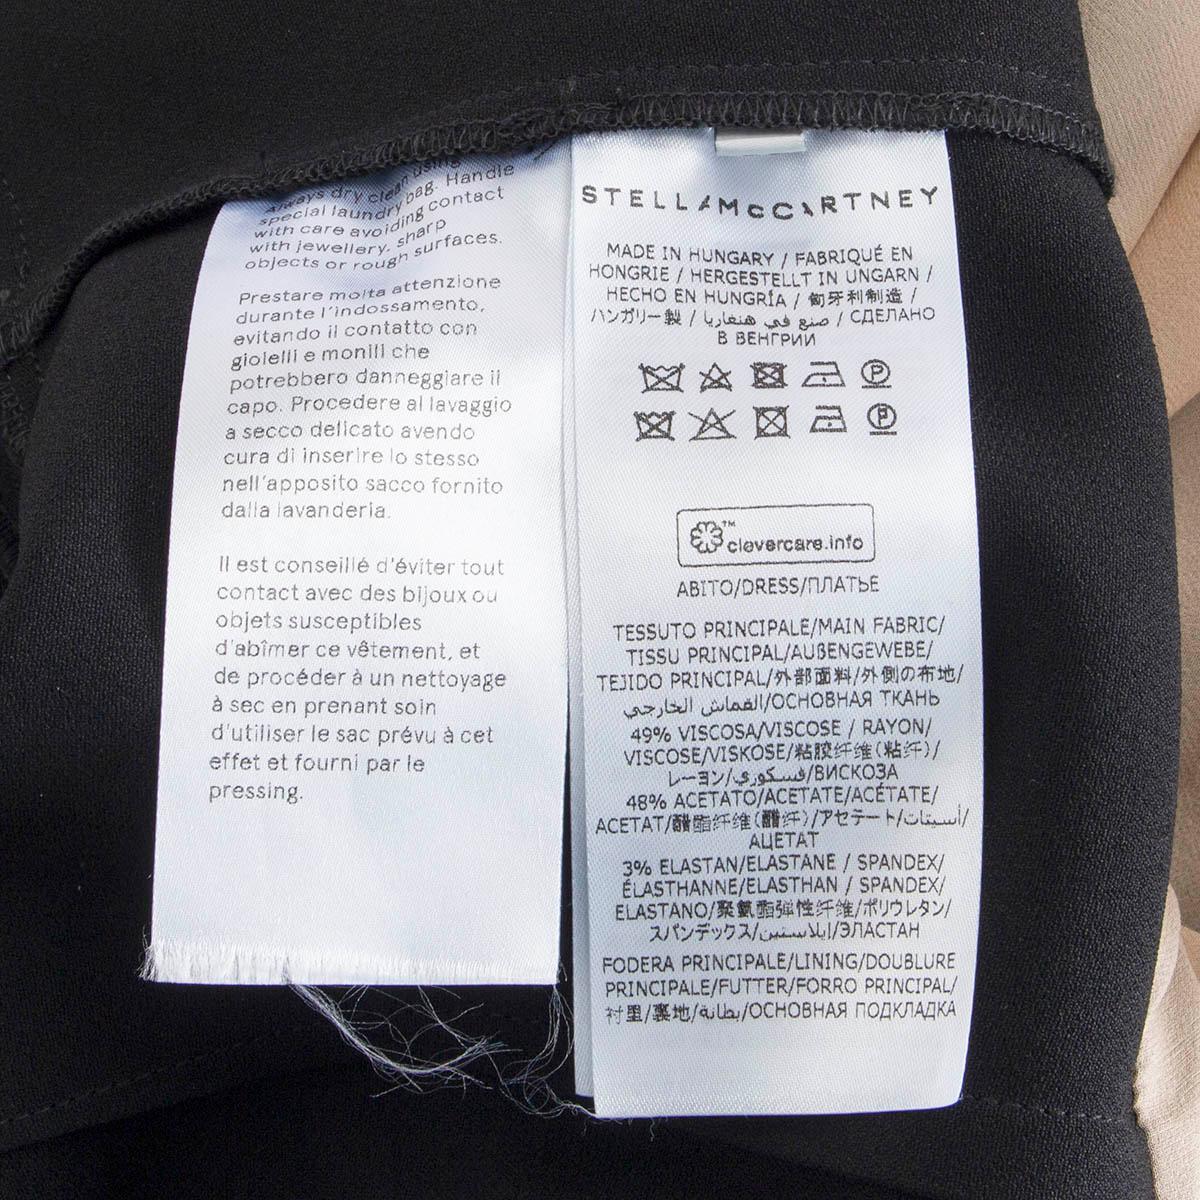 Always dry clean using
special laundry bag. Handle
with care avoiding contact
with jewellery, sharp
objects or rough surfaces.
Prestare molta attenzione
durante l'indossamento,
evitando il contatto con
gioielli e monili che
potrebbero danneggiare il
capo. Procedere al lavaggio
a secco delicato avendo
cura di inserire lo stesso
nell'apposito sacco fornito
dalla lavanderia.
Il est conseillé d'éviter tout
contact avec des bijoux ou
objets susceptibles
d'abîmer ce vêtement, et
de procéder à un nettoyage
à sec en prenant soin
d'utiliser le sac prévu à cet
effet et fourni par le
pressing.
STELLA McCARTNEY
MADE IN HUNGARY / FABRIQUÉ EN
HONGRIE / HERGESTELLT IN UNGARN /
HECHO EN HUNGRÍA / 匈牙利制造 /
ハンガリー製 / صنع في هنغاريا / СДЕЛАНО
В ВЕНГРИИ
P
P
™
clevercare.info
ABITO/DRESS/ПЛАТЬЕ
TESSUTO PRINCIPALE/MAIN FABRIC/
TISSU PRINCIPAL/AUßENGEWEBE/
TEJIDO PRINCIPAL/外部面料/外側の布地/
القماش الخارجي/ОСНОВНАЯ ТКАНЬ
49% VISCOSA/VISCOSE / RAYON/
VISCOSE/VISKOSE/粘胶纤维(粘纤)/
レーヨン/فسكوزي/ВИСКОЗА
48% ACETATO/ACETATE/ACÉTATE/
ACETAT/醋酯纤维(醋纤)/アセテート/أسيتات/
АЦЕТАТ
3% ELASTAN/ELASTANE / SPANDEX/
ÉLASTHANNE/ELASTHAN / SPANDEX/
ELASTANO/聚氨酯弹性纤维/ポリウレタン/
スパンデックス/إيلاستين/ЭЛАСТАН
FODERA PRINCIPALE/LINING/DOUBLURE
PRINCIPALE/FUTTER/FORRO PRINCIPAL/
衬里/裏地/بطانة/ОСНОВНАЯ ПОДКЛАДКА